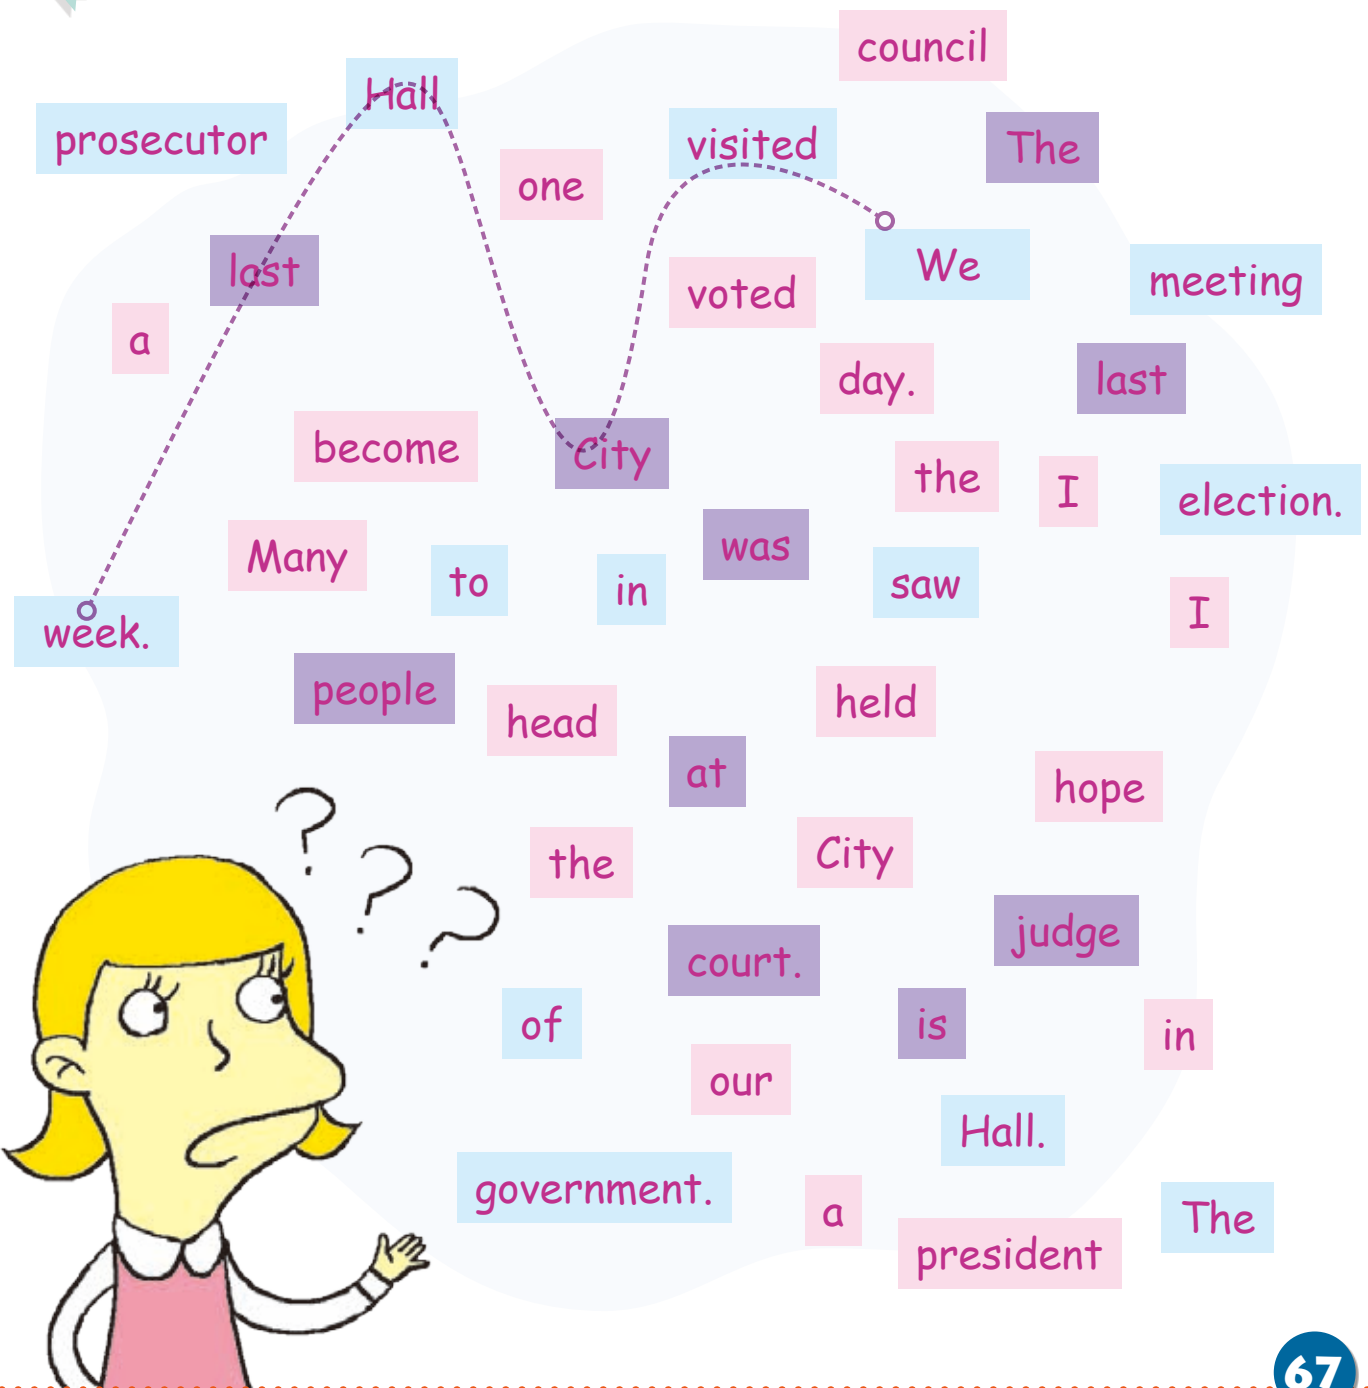 council
Hall
prosecutor
visited
The
one
last
We
meeting
voted
a
day.
last
become
City
the
I
election.
Many
to
in
was
saw
I
week.
people
head
held
at
hope
the
City
judge
court.
of
is
in
our
Hall.
government.
a
president
The
67